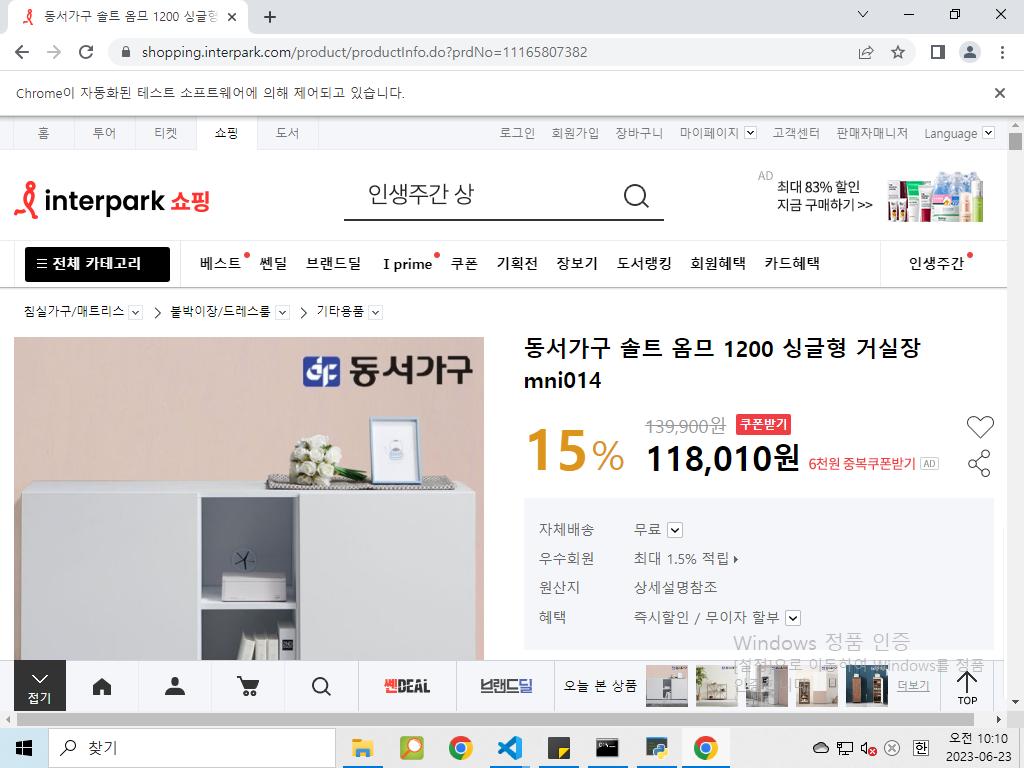 동서가구 솔트 옴므 1200 싱글형
shopping.interpark.com/product/productInfo.do?prdNo=11165807382
Chrome이 자동화된 테스트 소프트웨어에 의해 제어되고 있습니다.
홈 투어 티켓 쇼핑 도서 로그인 회원가입 장바구니 마이페이지 고객센터 판매자매니저 Language
interpark 쇼핑
인생주간 상
AD
최대 83% 할인
지금 구매하기 >>
전체 카테고리 베스트 쎈딜 브랜드딜 I prime 쿠폰 기획전 장보기 도서랭킹 회원혜택 카드혜택 인생주간
침실가구/매트리스 > 붙박이장/드레스룸 > 기타용품
동서가구
동서가구 솔트 옴므 1200 싱글형 거실장
mni014
139,900원 쿠폰받기
15% 118,010원 6천원 중복쿠폰받기 AD
자체배송 무료
우수회원 최대 1.5% 적립
원산지 상세설명참조
혜택 즉시할인 / 무이자 할부
Windows 정품 인증
[설정]으로 이동하여 Windows를 정품
접기 쎈DEAL 브랜드딜 오늘 본 상품 더보기 TOP
찾기
한
오전 10:10
2023-06-23